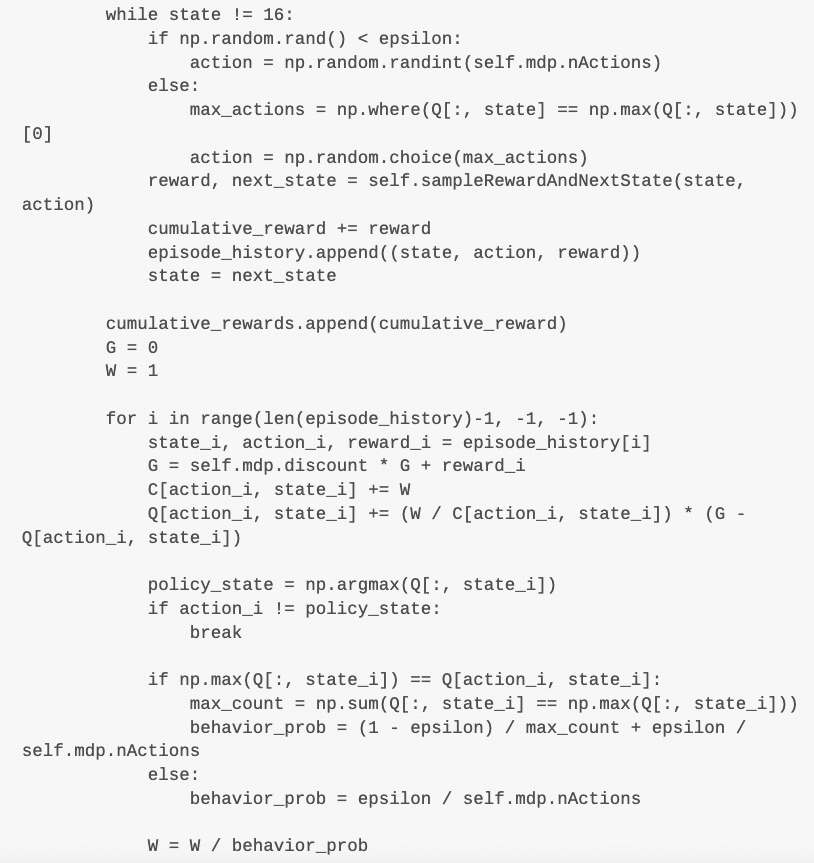 while state != 16:
            if np.random.rand() < epsilon:
                action = np.random.randint(self.mdp.nActions)
            else:
                max_actions = np.where(Q[:, state] == np.max(Q[:, state]))
[0]
                action = np.random.choice(max_actions)
            reward, next_state = self.sampleRewardAndNextState(state,
action)
            cumulative_reward += reward
            episode_history.append((state, action, reward))
            state = next_state

        cumulative_rewards.append(cumulative_reward)
        G = 0
        W = 1

        for i in range(len(episode_history)-1, -1, -1):
            state_i, action_i, reward_i = episode_history[i]
            G = self.mdp.discount * G + reward_i
            C[action_i, state_i] += W
            Q[action_i, state_i] += (W / C[action_i, state_i]) * (G -
Q[action_i, state_i])

            policy_state = np.argmax(Q[:, state_i])
            if action_i != policy_state:
                break

            if np.max(Q[:, state_i]) == Q[action_i, state_i]:
                max_count = np.sum(Q[:, state_i] == np.max(Q[:, state_i]))
                behavior_prob = (1 - epsilon) / max_count + epsilon /
self.mdp.nActions
            else:
                behavior_prob = epsilon / self.mdp.nActions

            W = W / behavior_prob